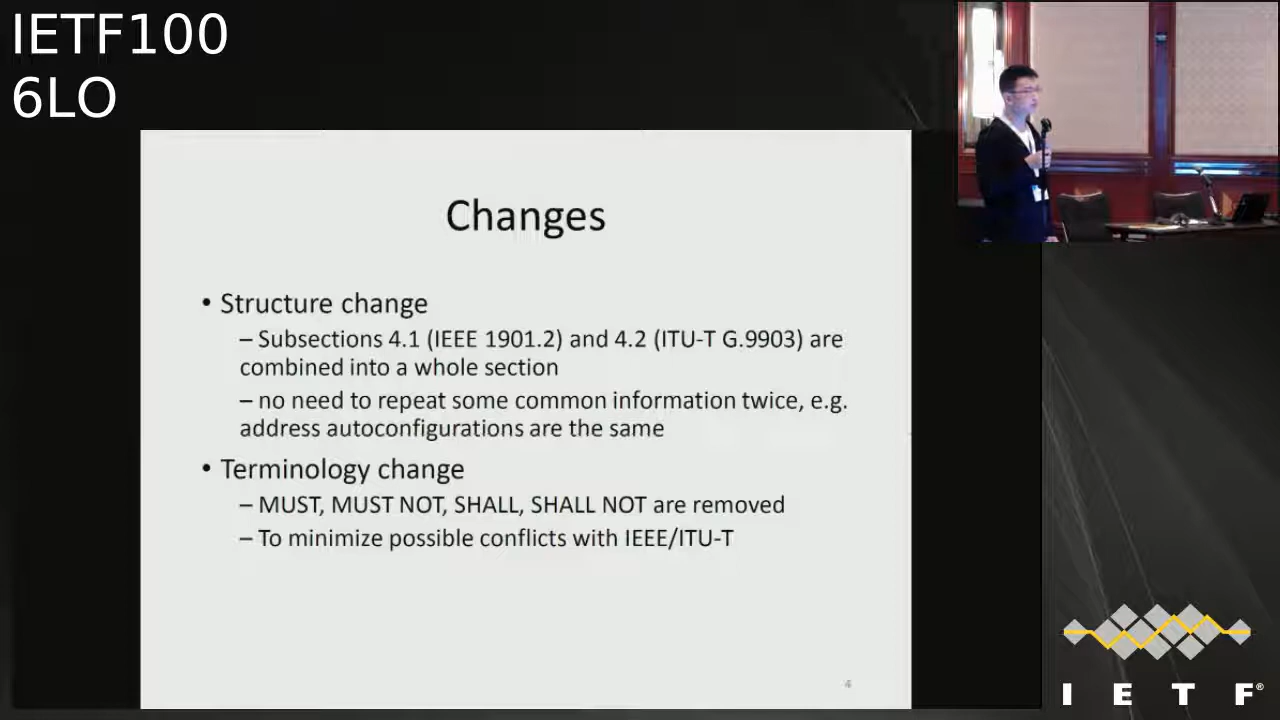 IETF100
6LO
Changes
• Structure change
– Subsections 4.1 (IEEE 1901.2) and 4.2 (ITU-T G.9903) are
combined into a whole section
– no need to repeat some common information twice, e.g.
address autoconfigurations are the same
• Terminology change
– MUST, MUST NOT, SHALL, SHALL NOT are removed
– To minimize possible conflicts with IEEE/ITU-T
4
I E T F®